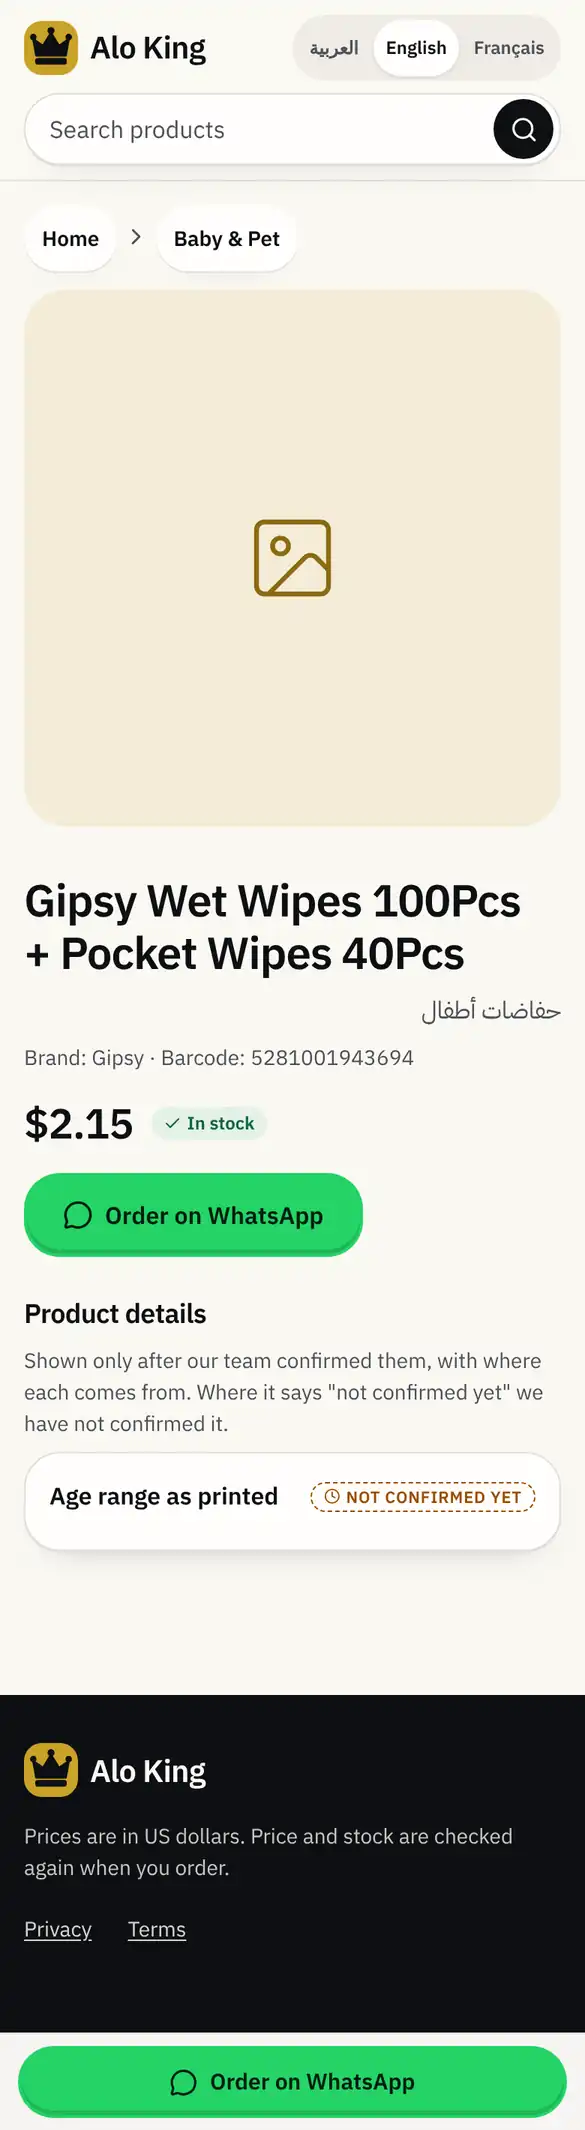 Alo King
العربية
English
Français
Search products
Home
Baby & Pet
Gipsy Wet Wipes 100Pcs
+ Pocket Wipes 40Pcs
حفاضات أطفال
Brand: Gipsy · Barcode: 5281001943694
$2.15
In stock
Order on WhatsApp
Product details
Shown only after our team confirmed them, with where
each comes from. Where it says "not confirmed yet" we
have not confirmed it.
Age range as printed
NOT CONFIRMED YET
Alo King
Prices are in US dollars. Price and stock are checked
again when you order.
Privacy
Terms
Order on WhatsApp